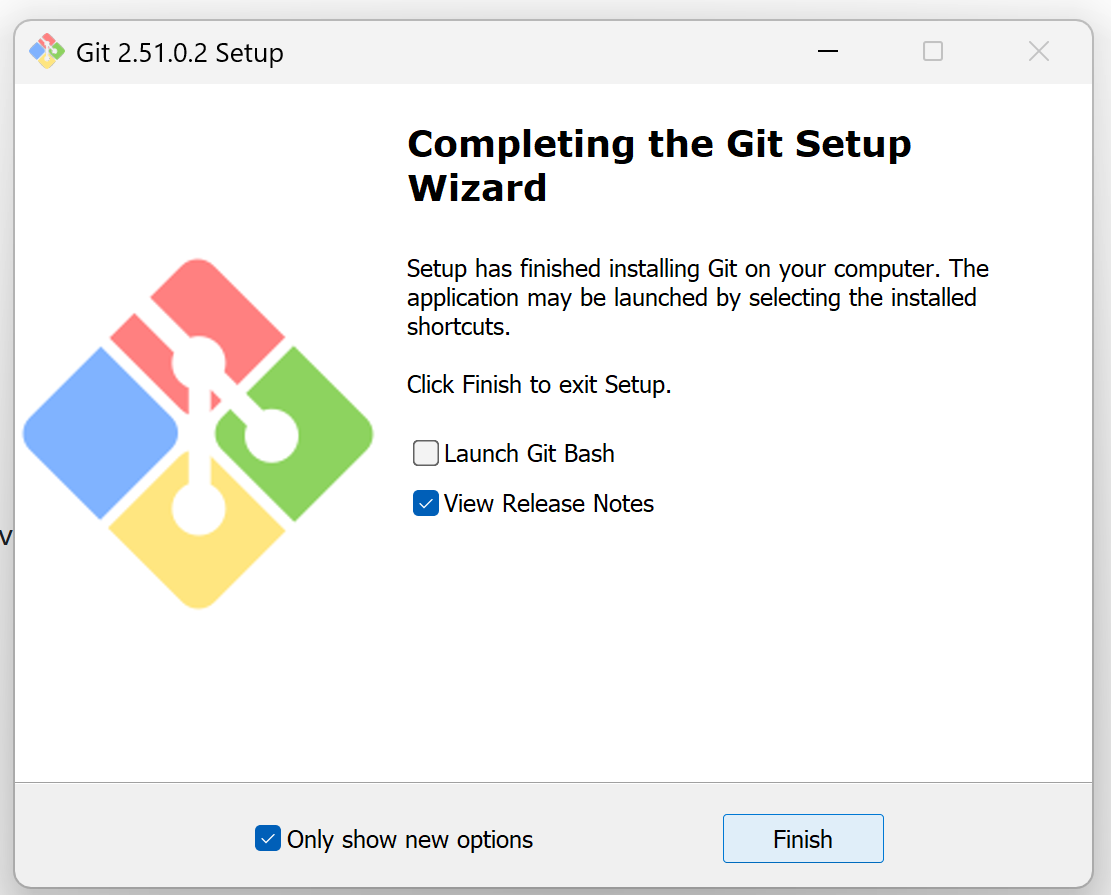 Git 2.51.0.2 Setup
Completing the Git Setup
Wizard
Setup has finished installing Git on your computer. The
application may be launched by selecting the installed
shortcuts.
Click Finish to exit Setup.
Launch Git Bash
View Release Notes
v
Only show new options
Finish